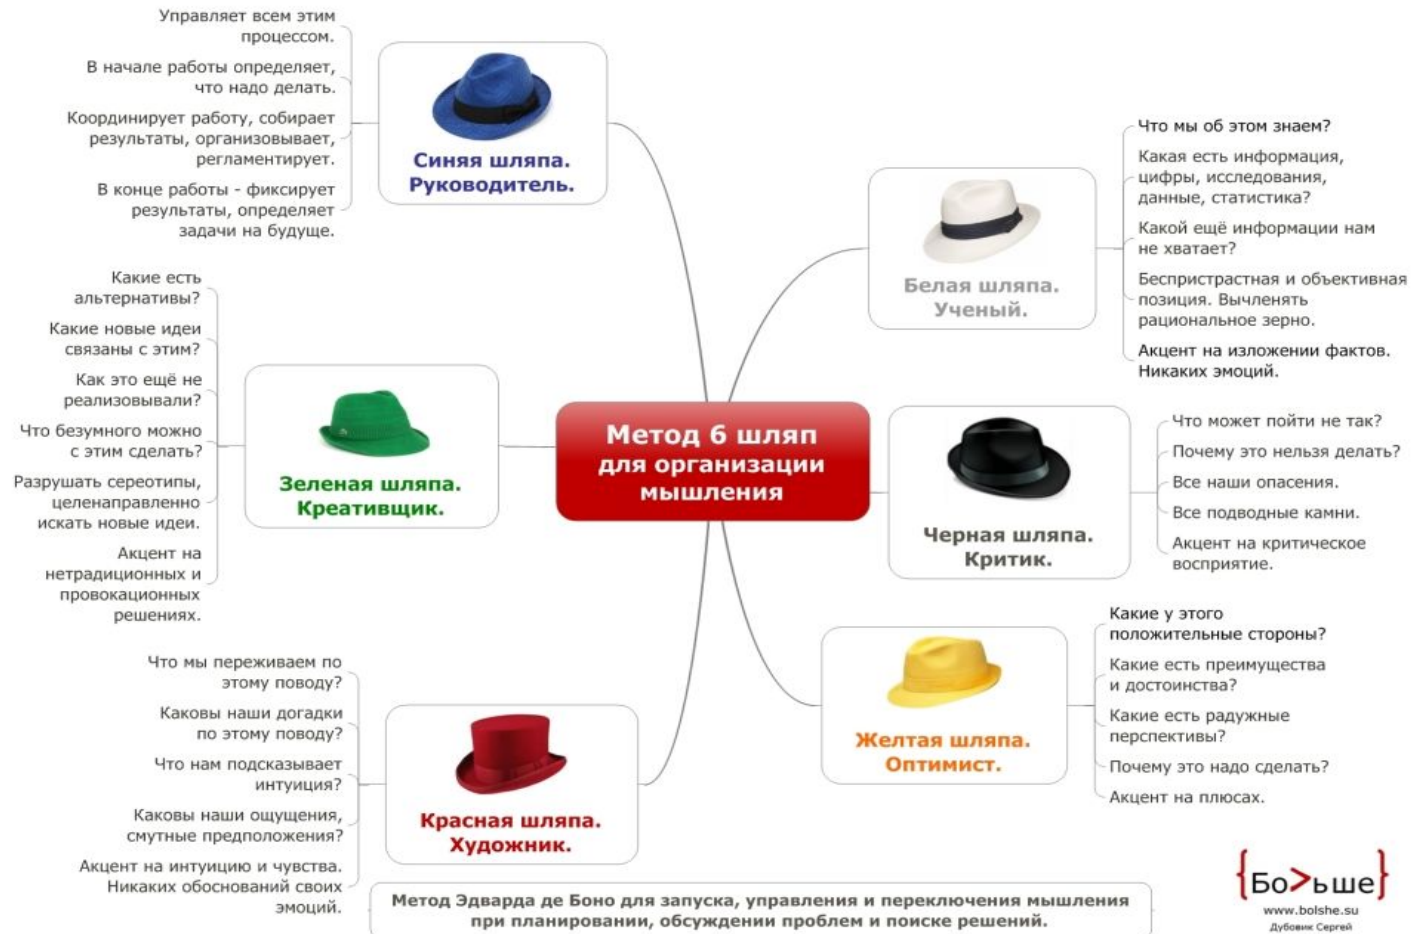 Управляет всем этим
процессом.
В начале работы определяет,
что надо делать.
Координирует работу, собирает
результаты, организовывает,
регламентирует.
В конце работы - фиксирует
результаты, определяет
задачи на будуще.
Синяя шляпа.
Руководитель.
Что мы об этом знаем?
Какая есть информация,
цифры, исследования,
данные, статистика?
Какой ещё информации нам
не хватает?
Беспристрастная и объективная
позиция. Вычленять
рациональное зерно.
Акцент на изложении фактов.
Никаких эмоций.
Белая шляпа.
Ученый.
Какие есть
альтернативы?
Какие новые идеи
связаны с этим?
Как это ещё не
реализовывали?
Что безумного можно
с этим сделать?
Разрушать сереотипы,
целенаправленно
искать новые идеи.
Акцент на
нетрадиционных и
провокационных
решениях.
Зеленая шляпа.
Креативщик.
Метод 6 шляп
для организации
мышления
Черная шляпа.
Критик.
Что может пойти не так?
Почему это нельзя делать?
Все наши опасения.
Все подводные камни.
Акцент на критическое
восприятие.
Желтая шляпа.
Оптимист.
Какие у этого
положительные стороны?
Какие есть преимущества
и достоинства?
Какие есть радужные
перспективы?
Почему это надо сделать?
Акцент на плюсах.
Что мы переживаем по
этому поводу?
Каковы наши догадки
по этому поводу?
Что нам подсказывает
интуиция?
Каковы наши ощущения,
смутные предположения?
Акцент на интуицию и чувства.
Никаких обоснований своих
эмоций.
Красная шляпа.
Художник.
Метод Эдварда де Боно для запуска, управления и переключения мышления
при планировании, обсуждении проблем и поиске решений.
{Бо>ьше}
www.bolshe.su
Дубовик Сергей